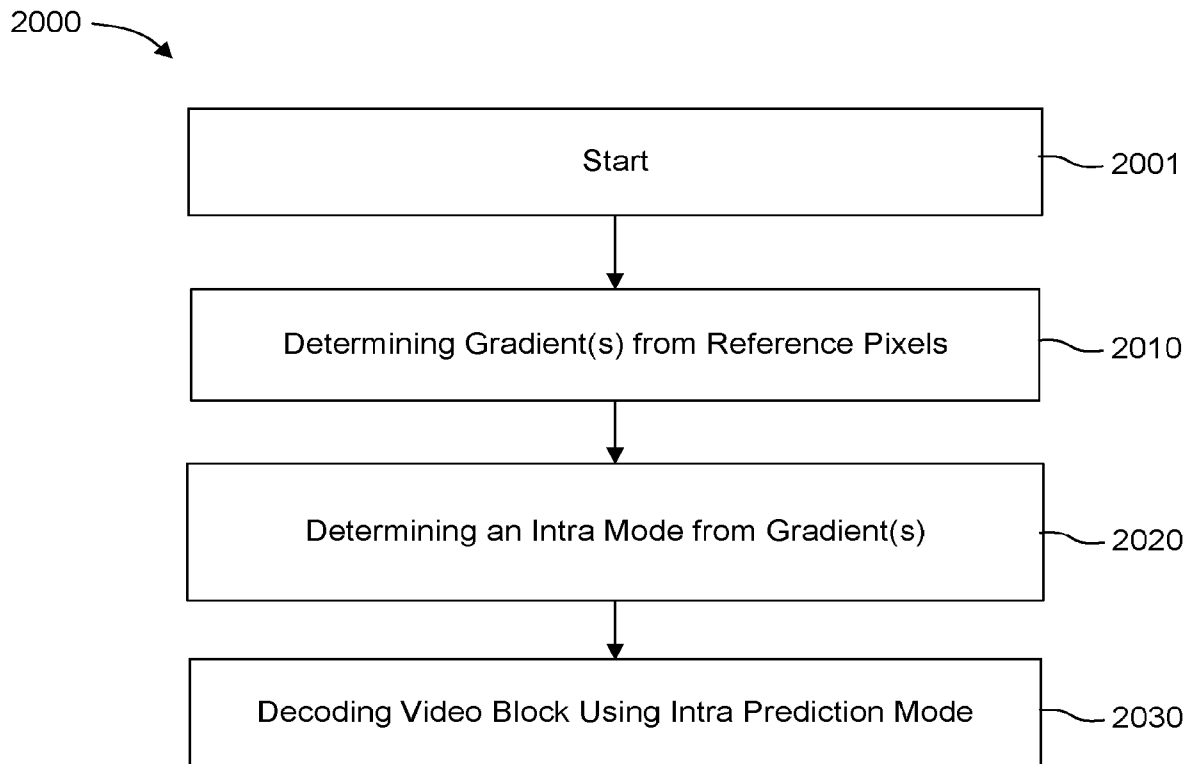 2000
Start
2001
Determining Gradient(s) from Reference Pixels
2010
Determining an Intra Mode from Gradient(s)
2020
Decoding Video Block Using Intra Prediction Mode
2030